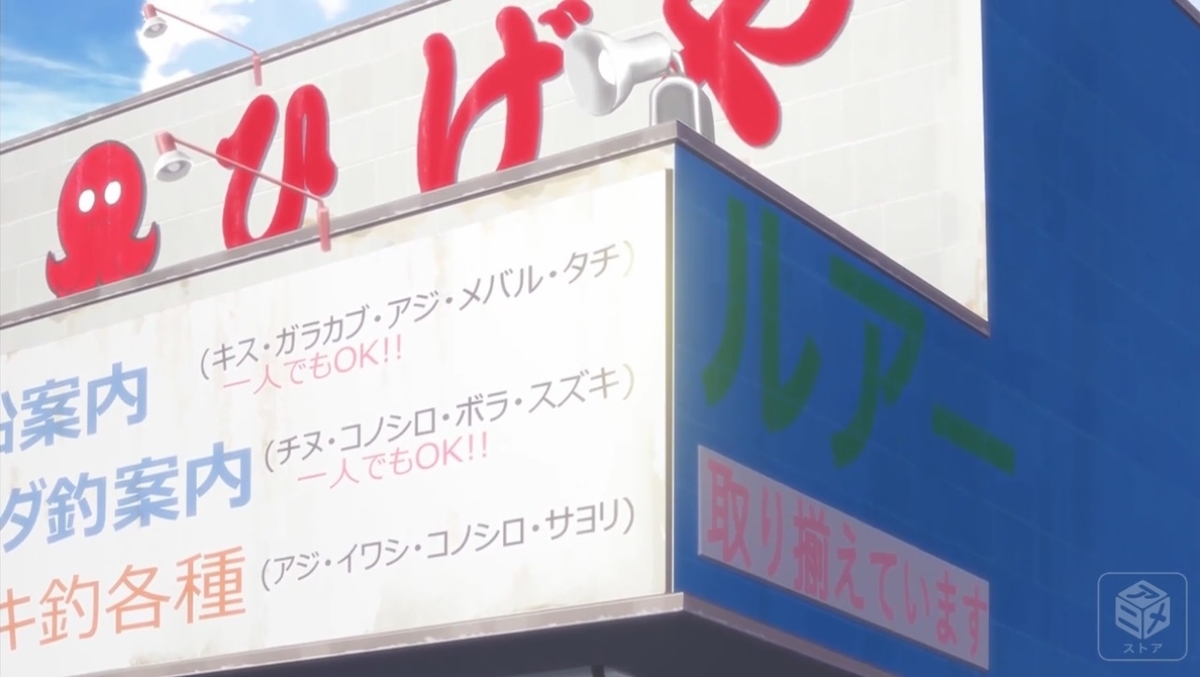 ひげや
船案内 (キス・ガラカブ・アジ・メバル・タチ)
一人でもOK!!
ダ釣案内 (チヌ・コノシロ・ボラ・スズキ)
一人でもOK!!
キ釣各種 (アジ・イワシ・コノシロ・サヨリ)
ルアー
取り揃えています
アニメ
ストア